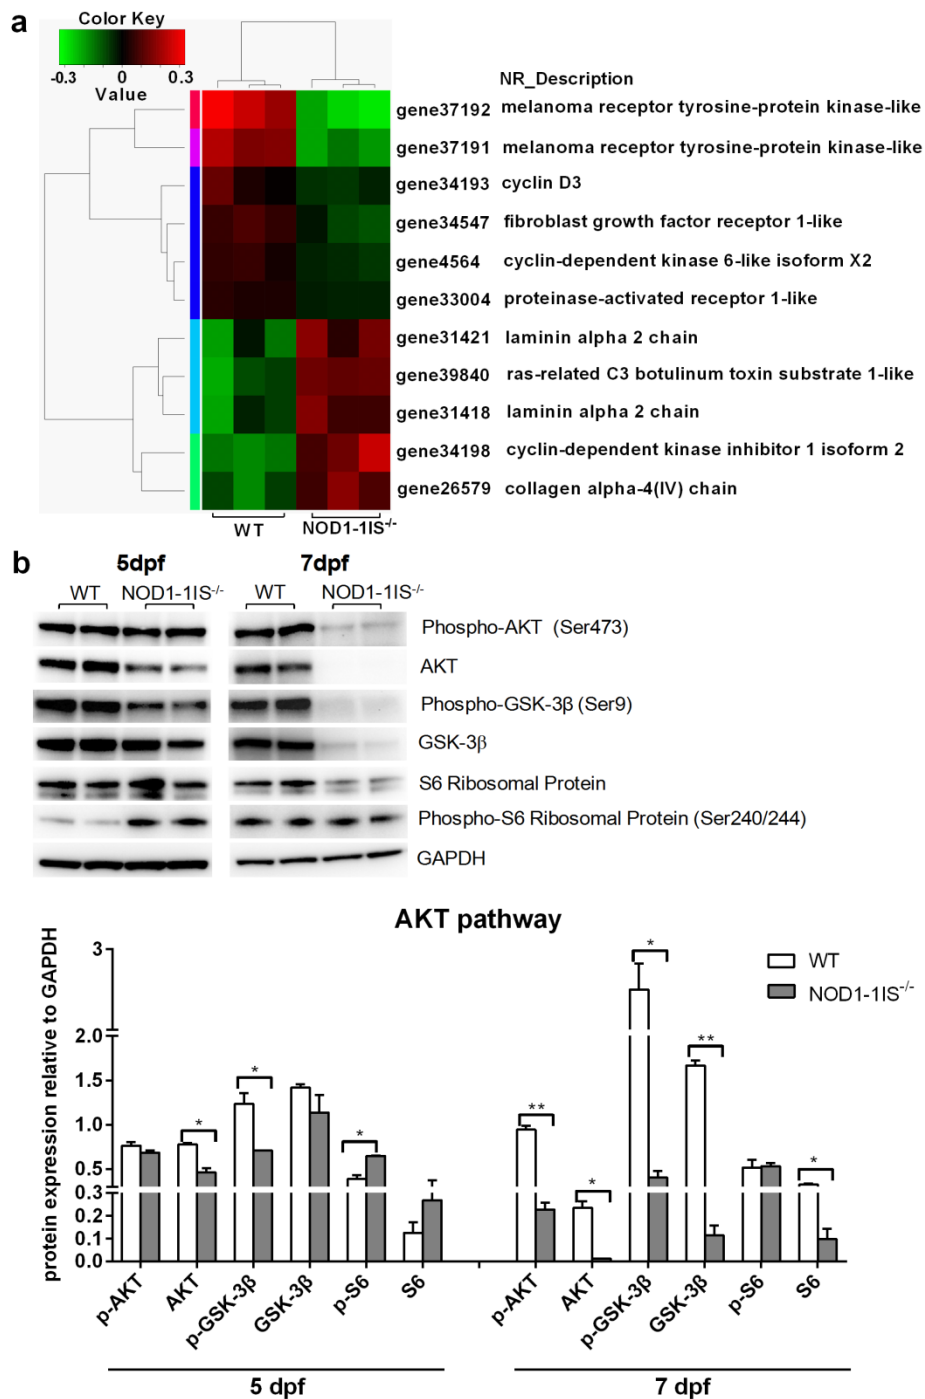 a
Color Key
-0.3 0 0.3
Value
NR_Description
gene37192 melanoma receptor tyrosine-protein kinase-like
gene37191 melanoma receptor tyrosine-protein kinase-like
gene34193 cyclin D3
gene34547 fibroblast growth factor receptor 1-like
gene4564 cyclin-dependent kinase 6-like isoform X2
gene33004 proteinase-activated receptor 1-like
gene31421 laminin alpha 2 chain
gene39840 ras-related C3 botulinum toxin substrate 1-like
gene31418 laminin alpha 2 chain
gene34198 cyclin-dependent kinase inhibitor 1 isoform 2
gene26579 collagen alpha-4(IV) chain
WT NOD1-1IS-/-
b 5dpf 7dpf
WT NOD1-1IS-/- WT NOD1-1IS-/-
Phospho-AKT (Ser473)
AKT
Phospho-GSK-3β (Ser9)
GSK-3β
S6 Ribosomal Protein
Phospho-S6 Ribosomal Protein (Ser240/244)
GAPDH
AKT pathway
protein expression relative to GAPDH
3
2.0
1.5
1.0
0.5
0.3
0.2
0.1
0.0
WT
NOD1-1IS-/-
* * * ** * * ** *
p-AKT AKT p-GSK-3β GSK-3β p-S6 S6 p-AKT AKT p-GSK-3β GSK-3β p-S6 S6
5 dpf 7 dpf